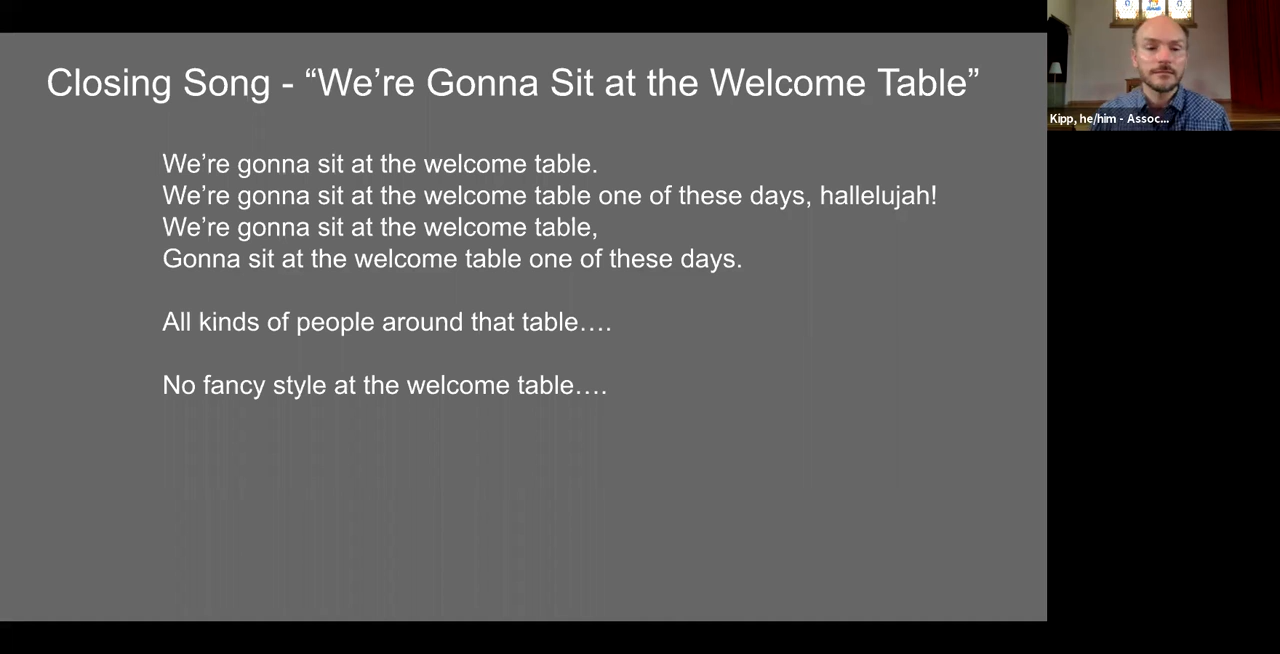 Closing Song - “We’re Gonna Sit at the Welcome Table”
We’re gonna sit at the welcome table.
We’re gonna sit at the welcome table one of these days, hallelujah!
We’re gonna sit at the welcome table,
Gonna sit at the welcome table one of these days.
All kinds of people around that table….
No fancy style at the welcome table….
Kipp, he/him - Assoc...